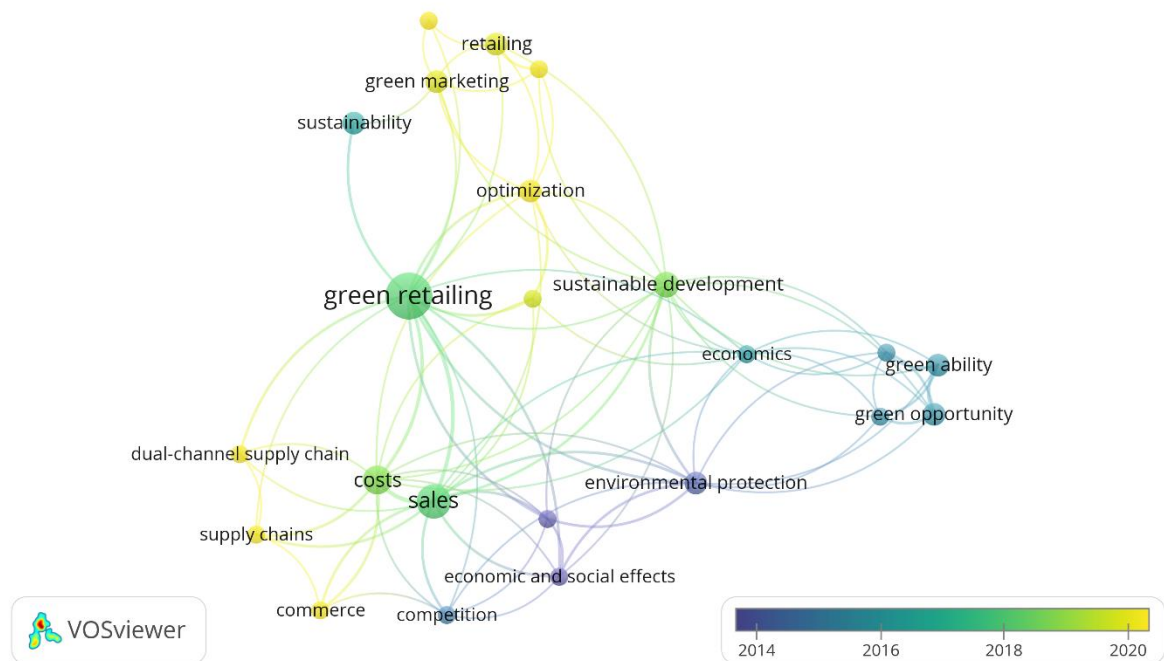 retailing
green marketing
sustainability
optimization
sustainable development
green retailing
economics
green ability
green opportunity
dual-channel supply chain
costs
environmental protection
sales
supply chains
economic and social effects
commerce
competition
VOSviewer
2014 2016 2018 2020